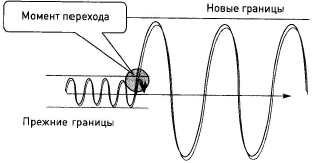 Новые границы
Момент перехода
Прежние границы